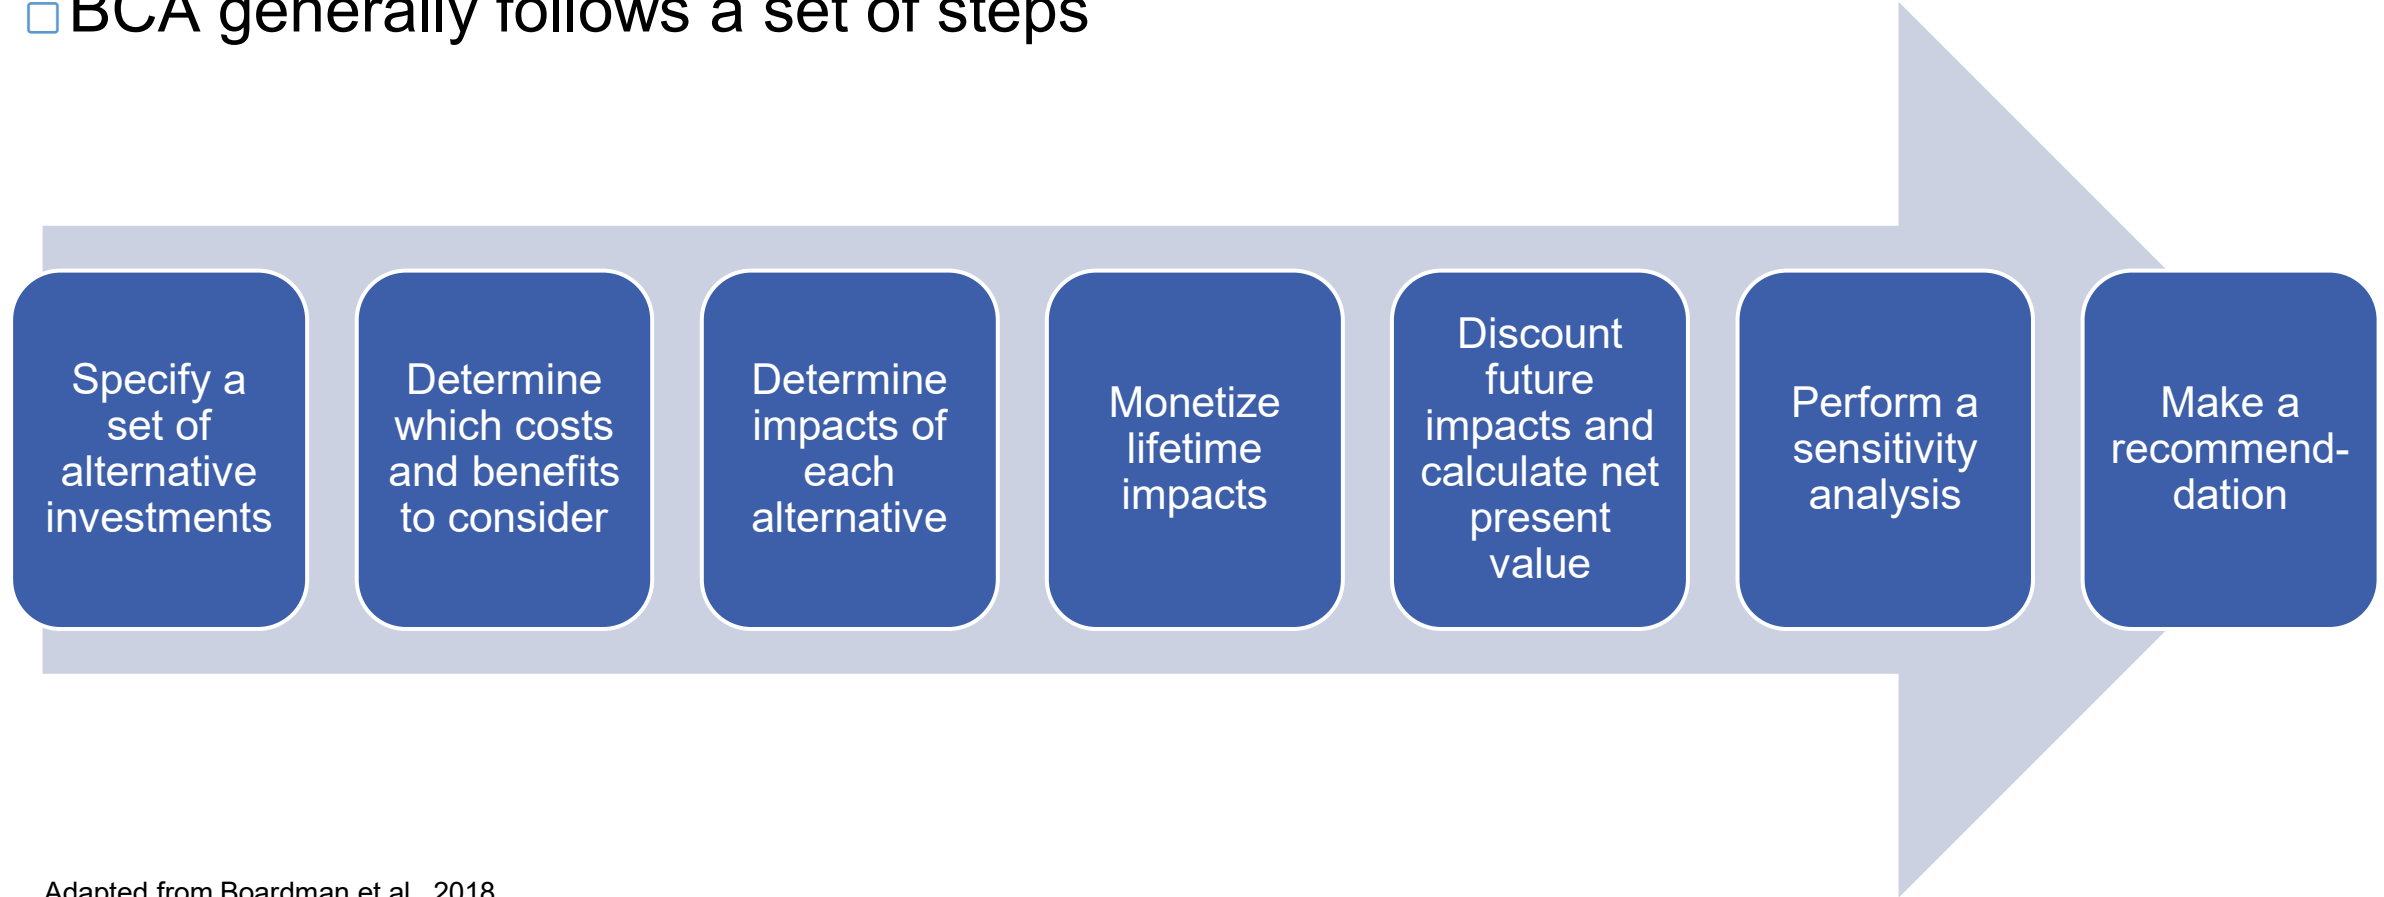 BCA generally follows a set of steps
Specify a
set of
alternative
investments
Determine
which costs
and benefits
to consider
Determine
impacts of
each
alternative
Monetize
lifetime
impacts
Discount
future
impacts and
calculate net
present
value
Perform a
sensitivity
analysis
Make a
recommend-
dation
Adapted from Boardman et al., 2018